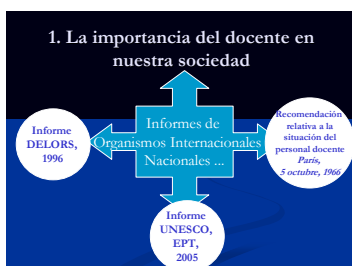 1. La importancia del docente en
nuestra sociedad
Informes de
Organismos Internacionales
Nacionales ...
Informe
DELORS,
1996
Recomendación
relativa a la
situación del
personal docente
París,
5 octubre, 1966
Informe
UNESCO,
EPT,
2005